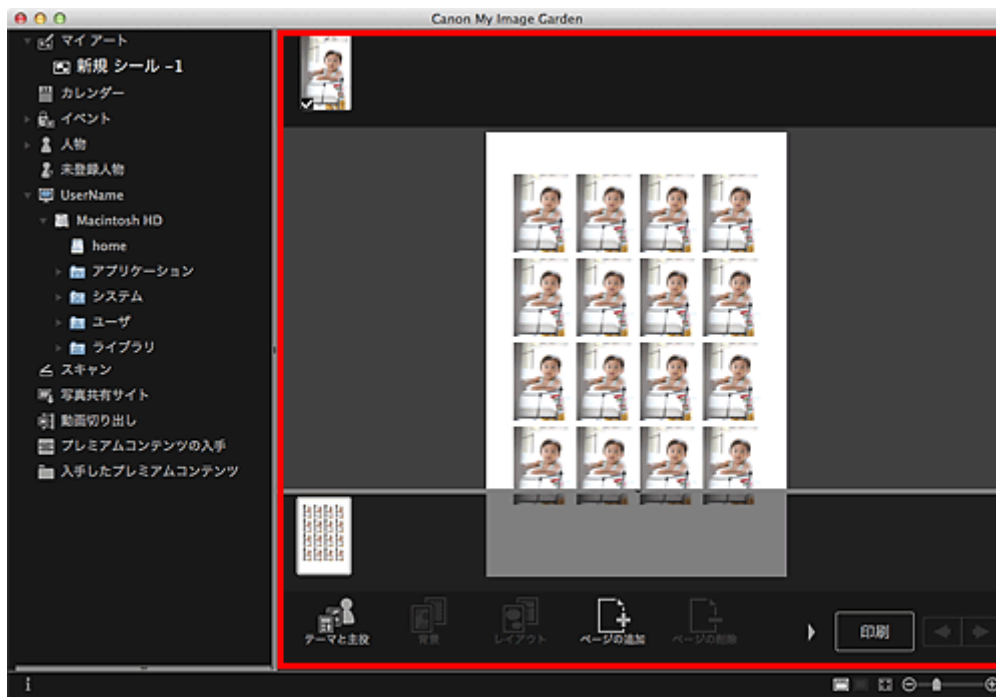 Canon My Image Garden
マイ アート
新規 シール -1
カレンダー
イベント
人物
未登録人物
UserName
Macintosh HD
home
アプリケーション
システム
ユーザ
ライブラリ
スキャン
写真共有サイト
動画切り出し
プレミアムコンテンツの入手
入手したプレミアムコンテンツ
テーマと主役
背景
レイアウト
ページの追加
ページの削除
印刷